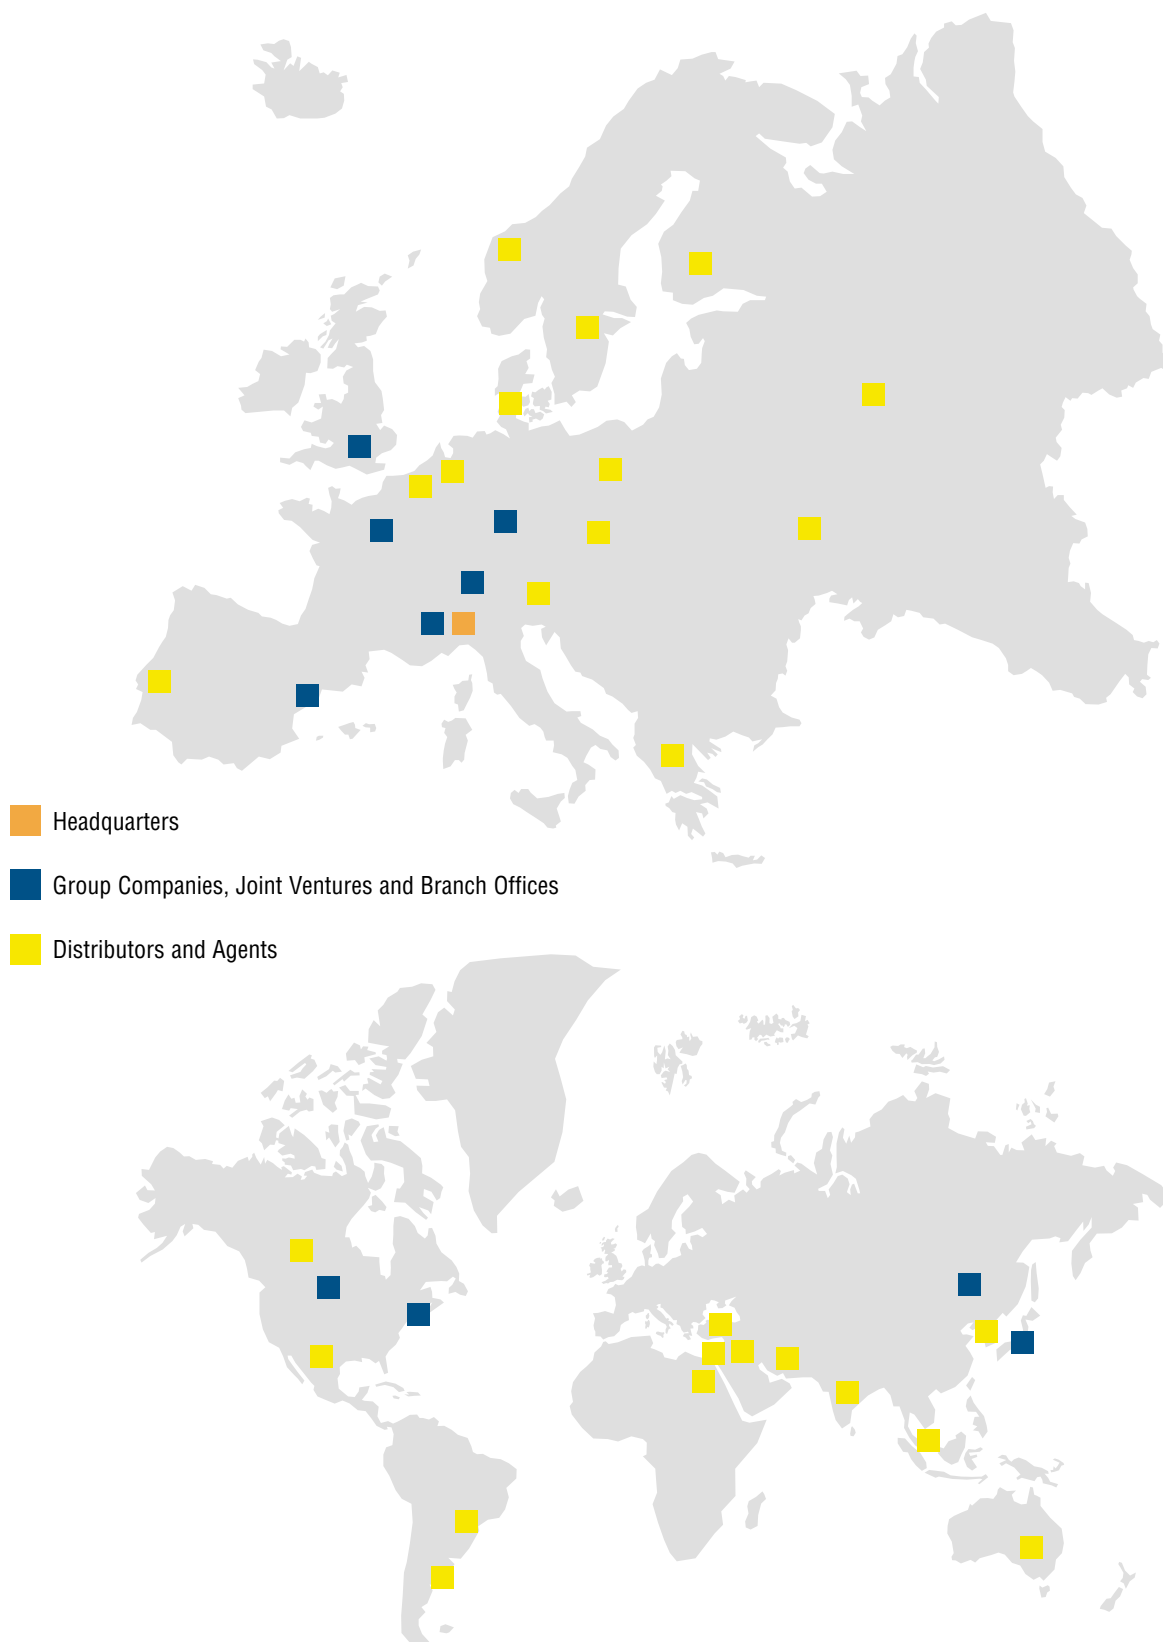 Headquarters
Group Companies, Joint Ventures and Branch Offices
Distributors and Agents